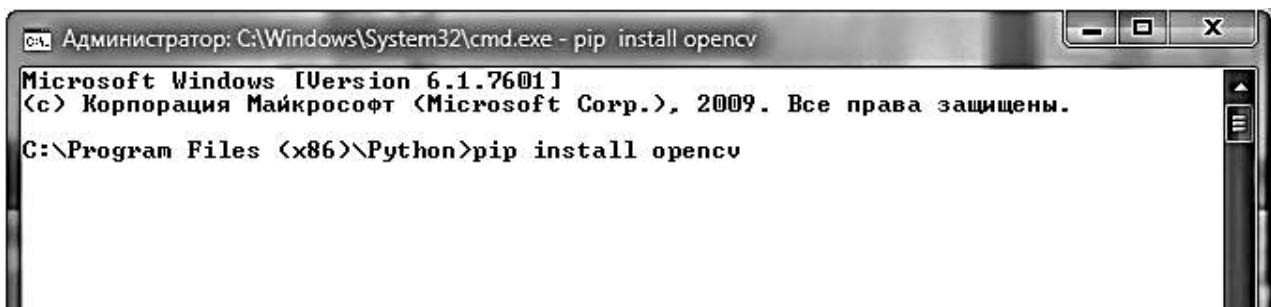 Администратор: C:\Windows\System32\cmd.exe - pip  install opencv
Microsoft Windows [Version 6.1.7601]
(c) Корпорация Майкрософт (Microsoft Corp.), 2009. Все права защищены.
C:\Program Files (x86)\Python>pip install opencv